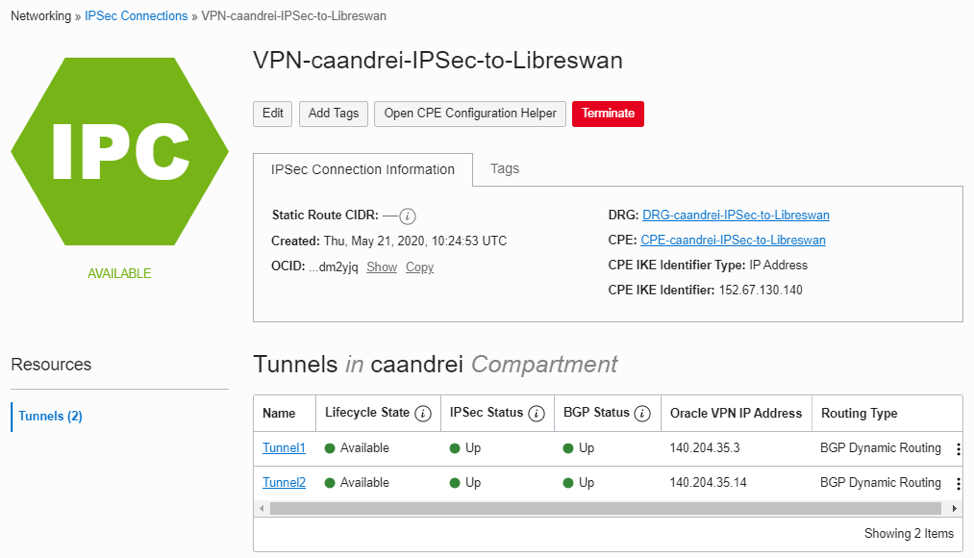 Networking » IPSec Connections » VPN-caandrei-IPSec-to-Libreswan
IPC
AVAILABLE
VPN-caandrei-IPSec-to-Libreswan
Edit Add Tags Open CPE Configuration Helper Terminate
IPSec Connection Information Tags
Static Route CIDR: —
Created: Thu, May 21, 2020, 10:24:53 UTC
OCID: ...dm2yjq Show Copy
DRG: DRG-caandrei-IPSec-to-Libreswan
CPE: CPE-caandrei-IPSec-to-Libreswan
CPE IKE Identifier Type: IP Address
CPE IKE Identifier: 152.67.130.140
Resources
Tunnels (2)
Tunnels in caandrei Compartment
Name Lifecycle State i IPSec Status i BGP Status i Oracle VPN IP Address Routing Type
Tunnel1 Available Up Up 140.204.35.3 BGP Dynamic Routing
Tunnel2 Available Up Up 140.204.35.14 BGP Dynamic Routing
Showing 2 Items